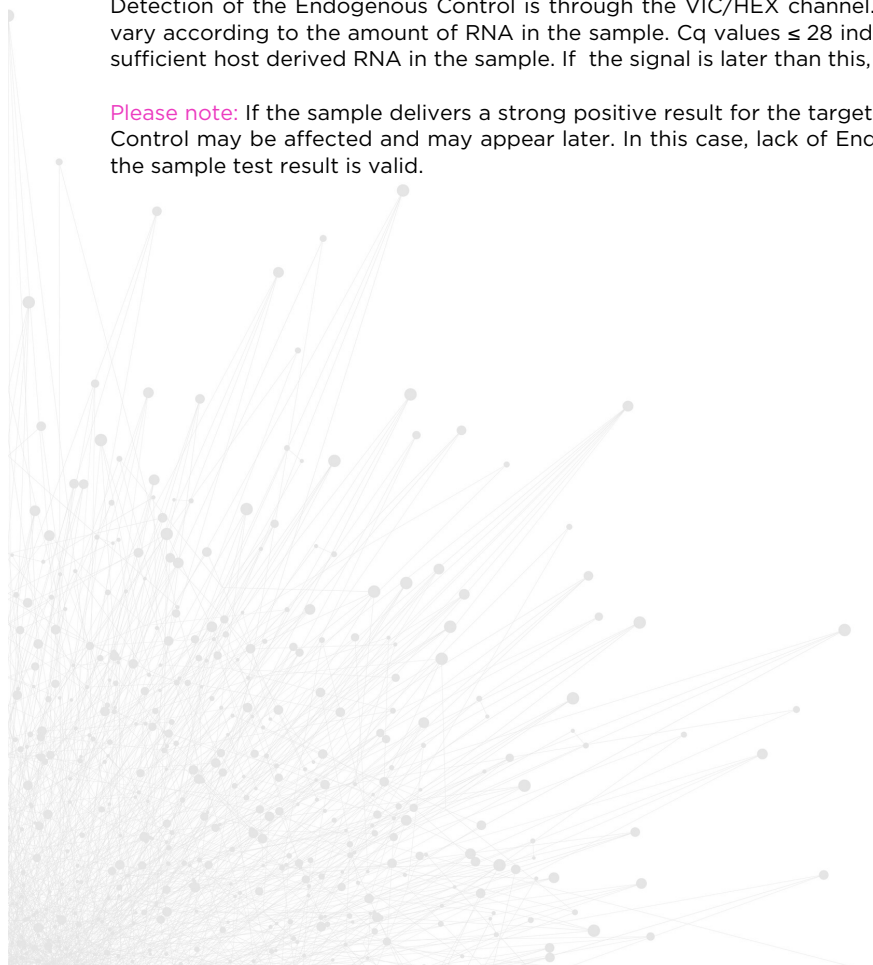 Detection of the Endogenous Control is through the VIC/HEX channel.
vary according to the amount of RNA in the sample. Cq values ≤ 28 ind
sufficient host derived RNA in the sample. If the signal is later than this,
Please note: If the sample delivers a strong positive result for the target
Control may be affected and may appear later. In this case, lack of End
the sample test result is valid.